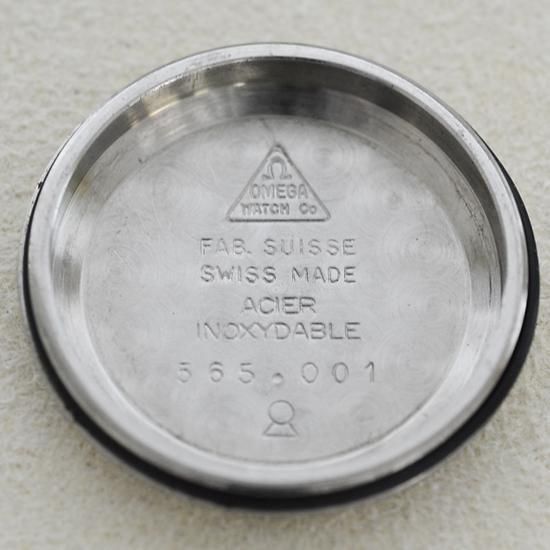 Ω
OMEGA
WATCH Co
FAB. SUISSE
SWISS MADE
ACIER
INOXYDABLE
565.001